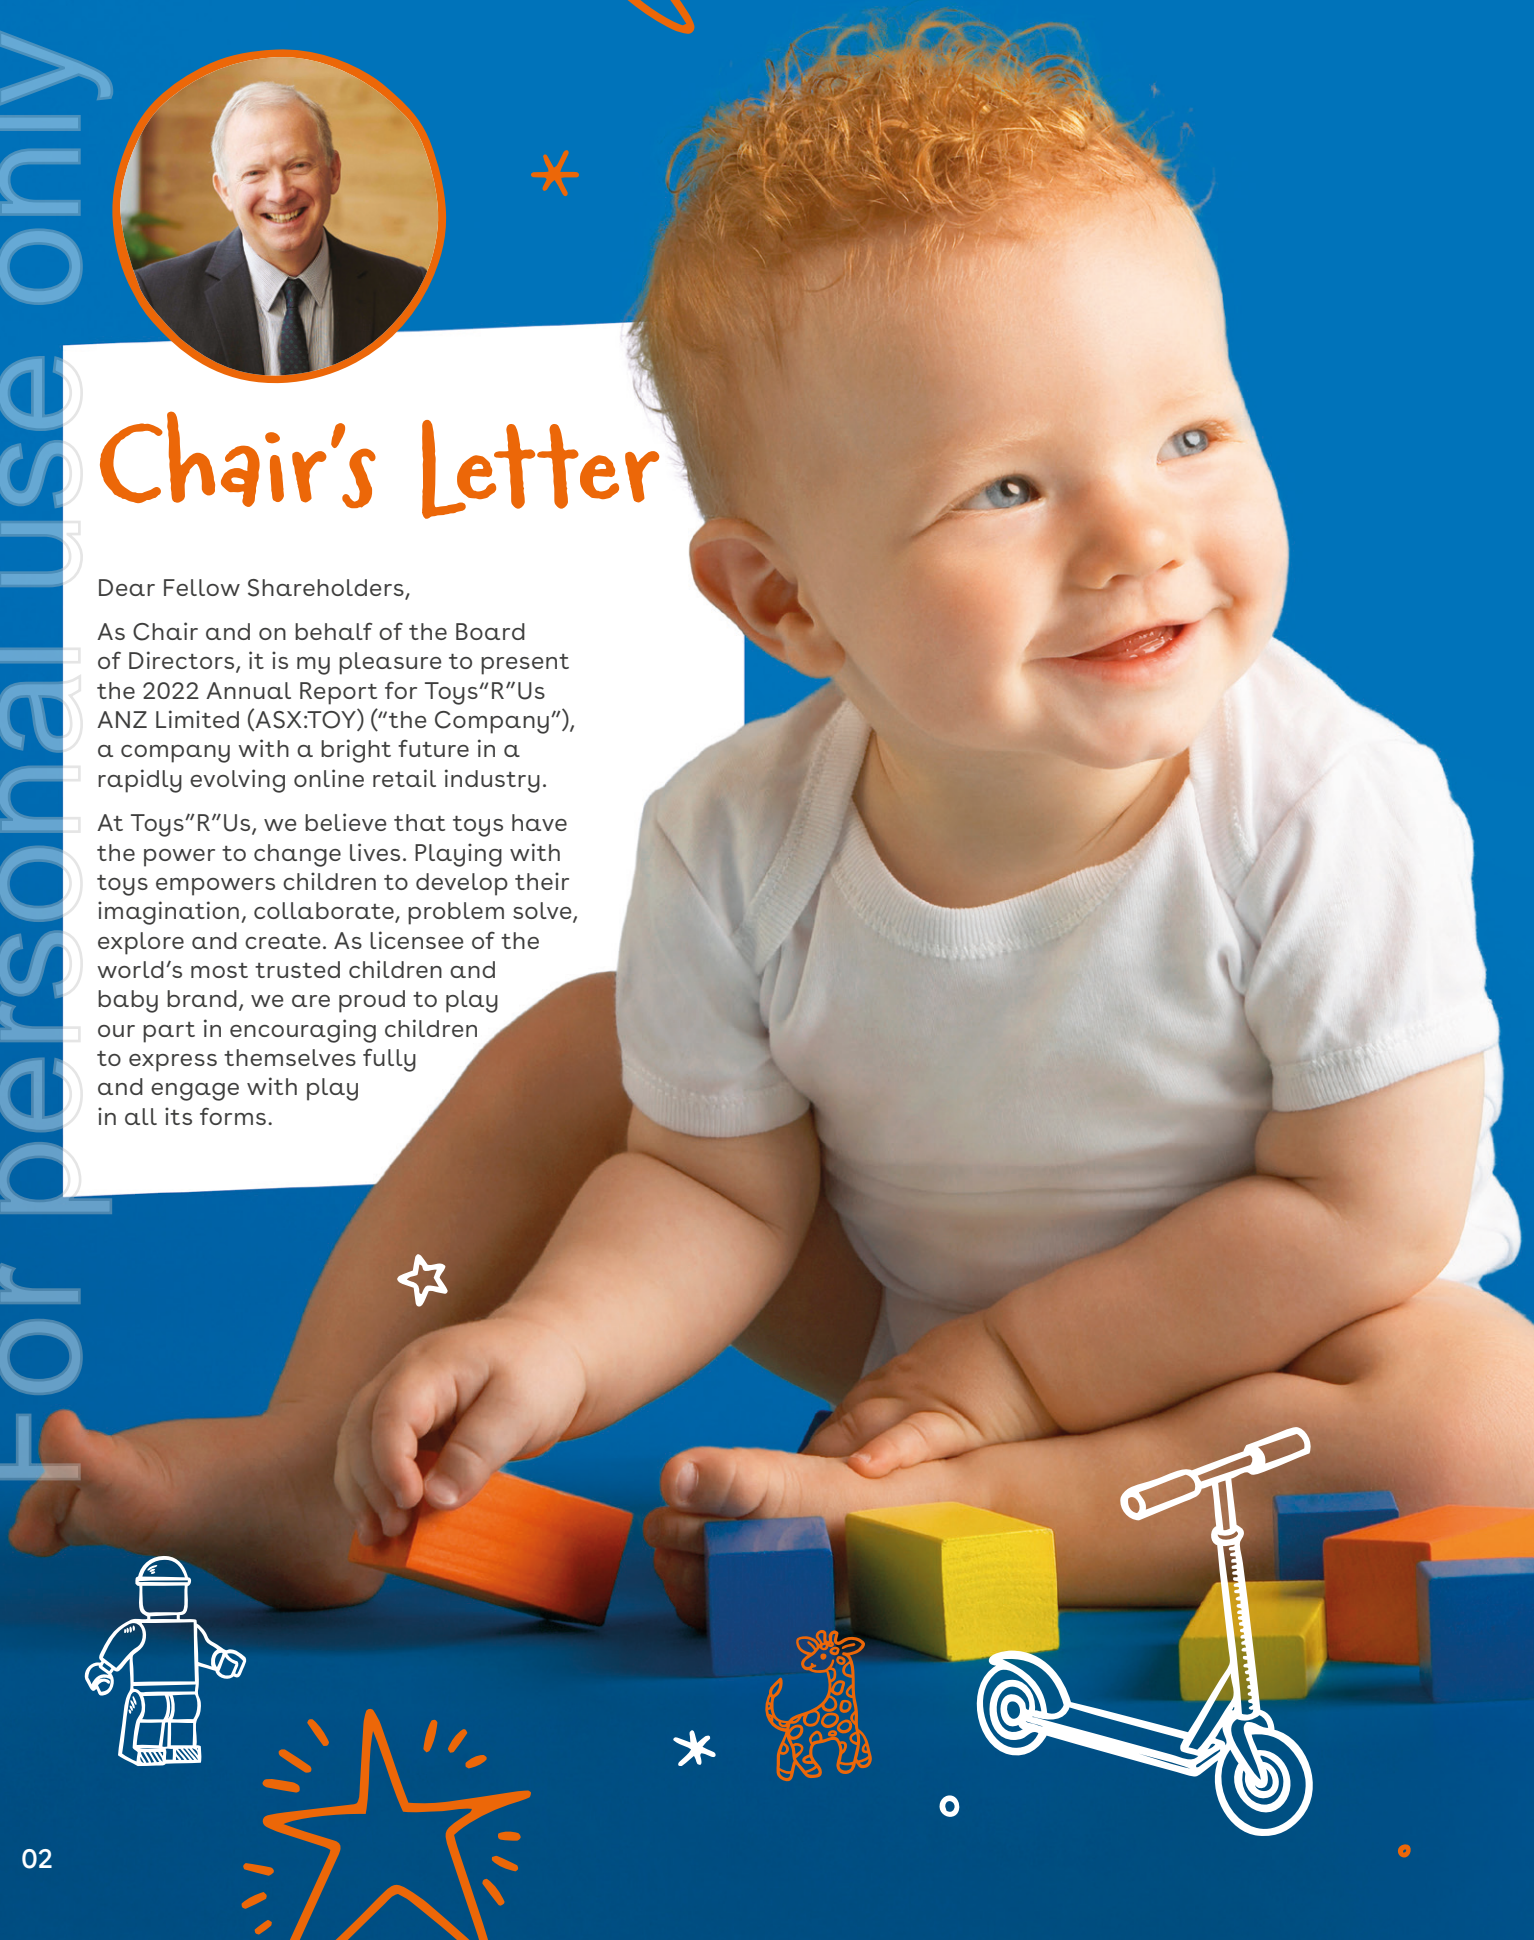 For personal use only
Chair's Letter
Dear Fellow Shareholders,
As Chair and on behalf of the Board
of Directors, it is my pleasure to present
the 2022 Annual Report for Toys“R”Us
ANZ Limited (ASX:TOY) (“the Company”),
a company with a bright future in a
rapidly evolving online retail industry.
At Toys”R”Us, we believe that toys have
the power to change lives. Playing with
toys empowers children to develop their
imagination, collaborate, problem solve,
explore and create. As licensee of the
world’s most trusted children and
baby brand, we are proud to play
our part in encouraging children
to express themselves fully
and engage with play
in all its forms.
02